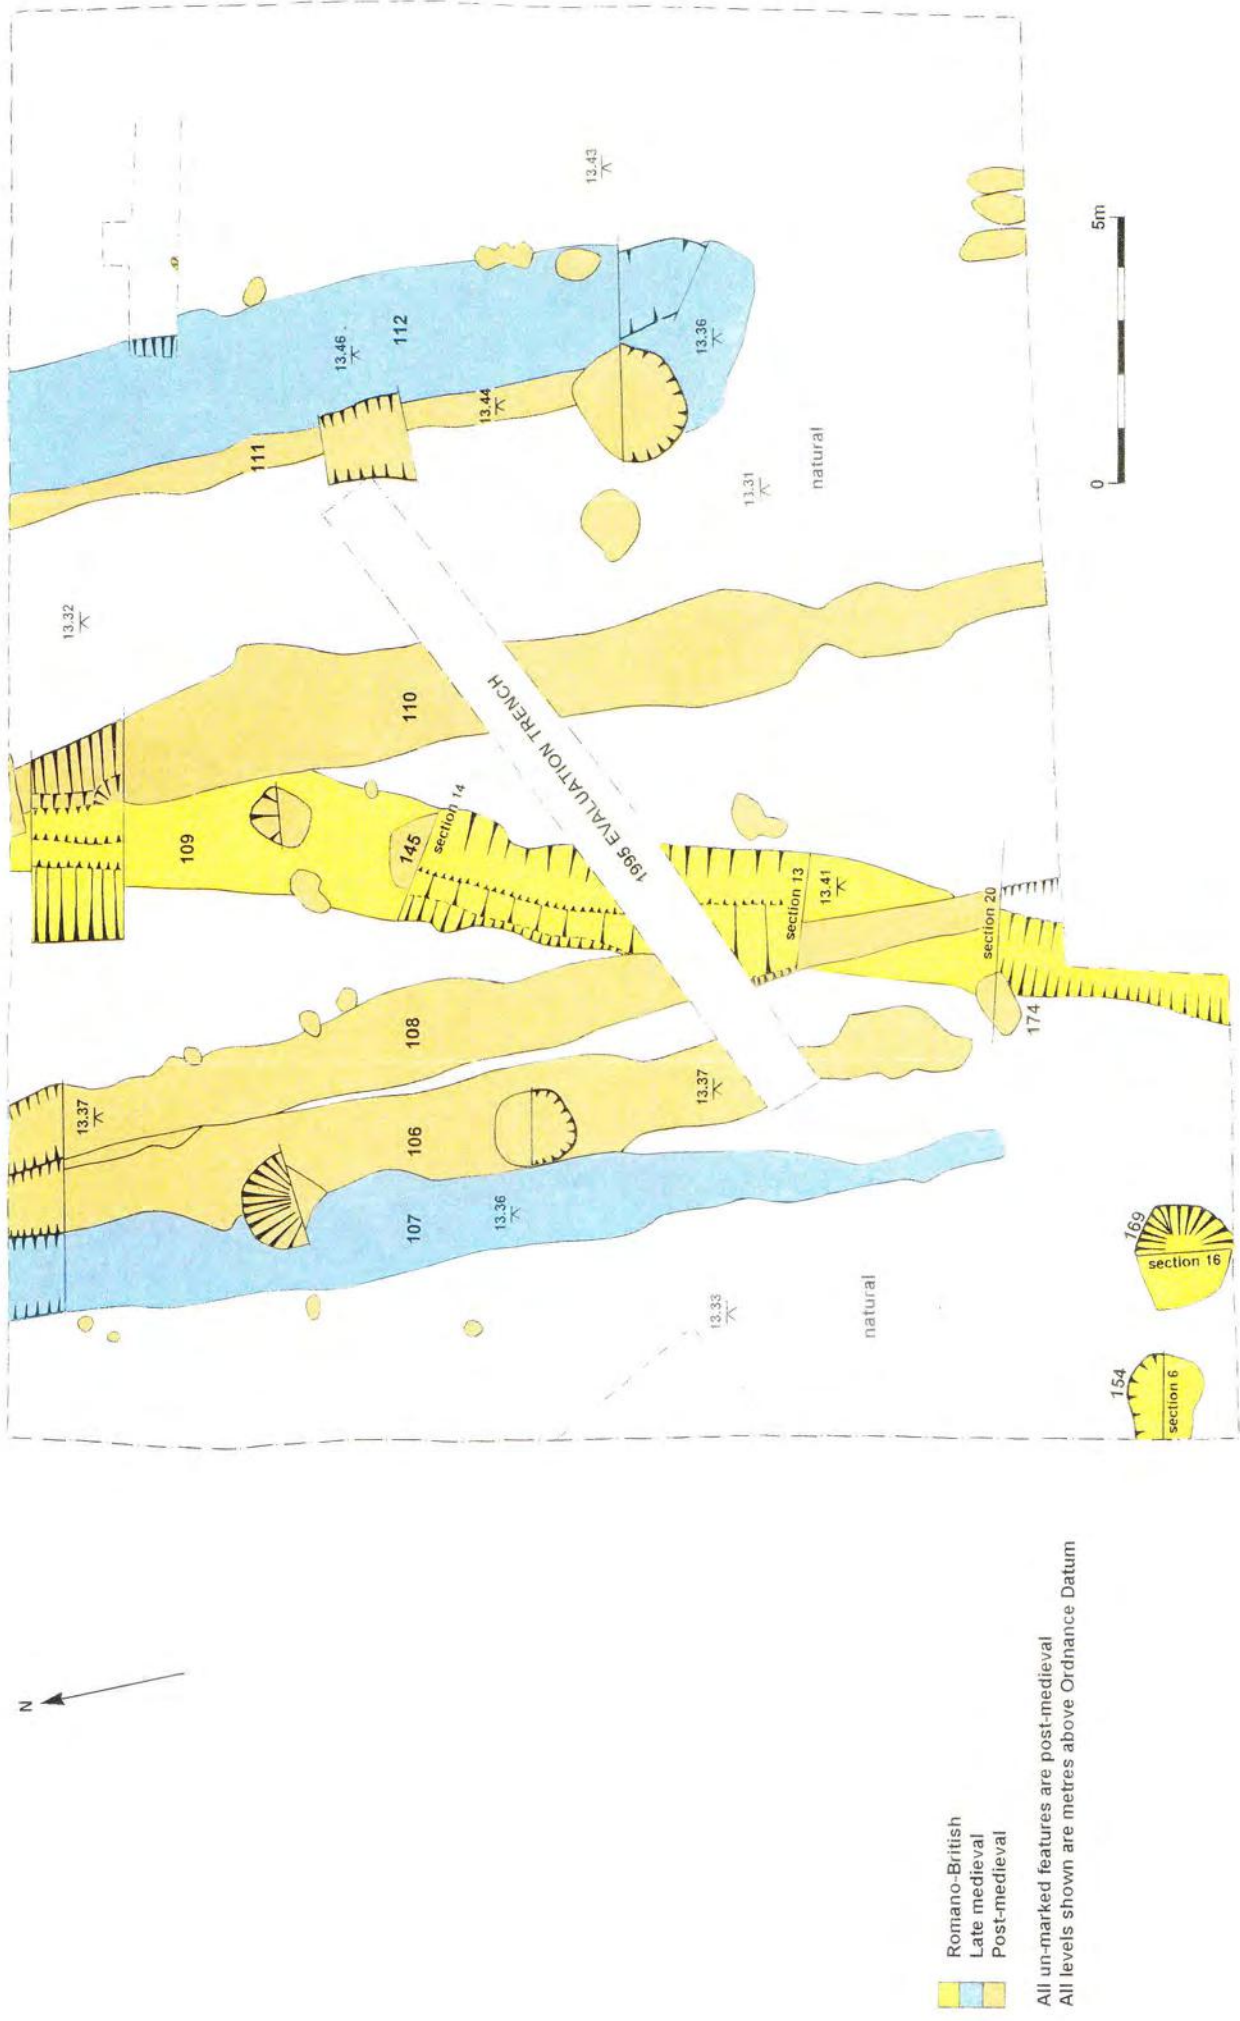 N
13.32
13.46
112
13.43
111
13.44
13.36
13.31
natural
0
5m
110
1995 EVALUATION TRENCH
109
145
section 14
section 13
13.41
section 20
174
108
13.37
106
13.37
107
13.36
13.33
natural
169
section 16
154
section 6
Romano-British
Late medieval
Post-medieval
All un-marked features are post-medieval
All levels shown are metres above Ordnance Datum